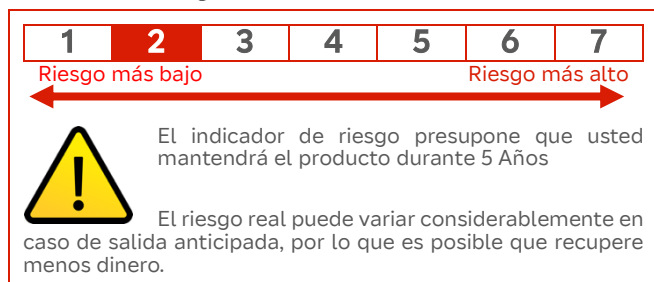 1 2 3 4 5 6 7
Riesgo más bajo Riesgo más alto
El indicador de riesgo presupone que usted
mantendrá el producto durante 5 Años
El riesgo real puede variar considerablemente en
caso de salida anticipada, por lo que es posible que recupere
menos dinero.